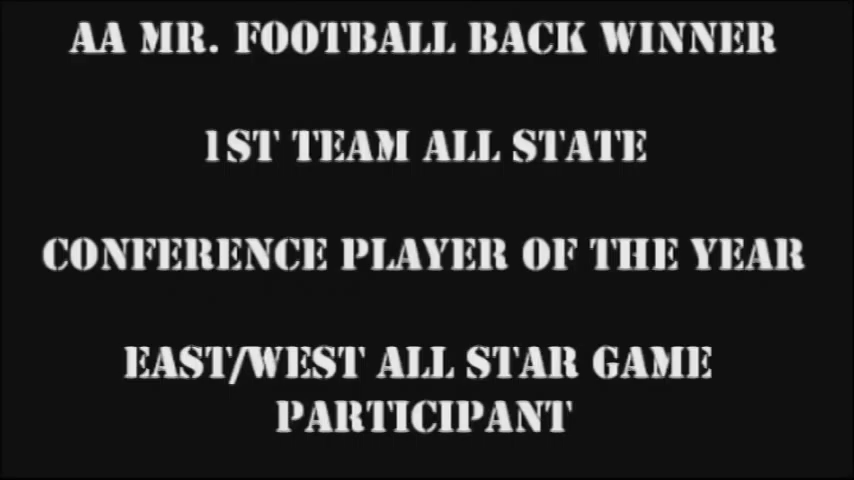 AA MR. FOOTBALL BACK WINNER
1ST TEAM ALL STATE
CONFERENCE PLAYER OF THE YEAR
EAST/WEST ALL STAR GAME
PARTICIPANT